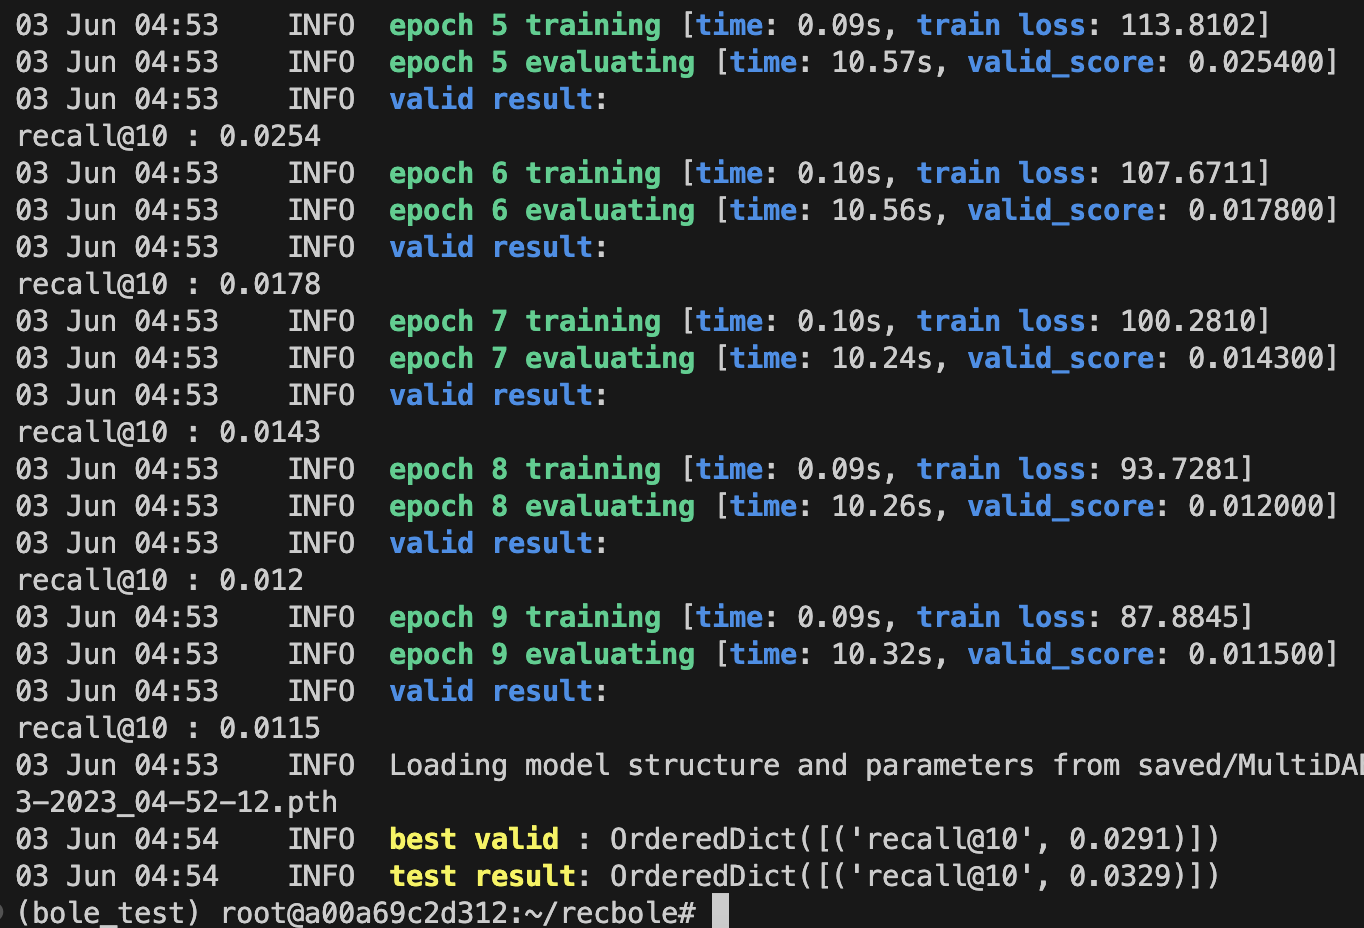 03 Jun 04:53    INFO  epoch 5 training [time: 0.09s, train loss: 113.8102]
03 Jun 04:53    INFO  epoch 5 evaluating [time: 10.57s, valid_score: 0.025400]
03 Jun 04:53    INFO  valid result:
recall@10 : 0.0254
03 Jun 04:53    INFO  epoch 6 training [time: 0.10s, train loss: 107.6711]
03 Jun 04:53    INFO  epoch 6 evaluating [time: 10.56s, valid_score: 0.017800]
03 Jun 04:53    INFO  valid result:
recall@10 : 0.0178
03 Jun 04:53    INFO  epoch 7 training [time: 0.10s, train loss: 100.2810]
03 Jun 04:53    INFO  epoch 7 evaluating [time: 10.24s, valid_score: 0.014300]
03 Jun 04:53    INFO  valid result:
recall@10 : 0.0143
03 Jun 04:53    INFO  epoch 8 training [time: 0.09s, train loss: 93.7281]
03 Jun 04:53    INFO  epoch 8 evaluating [time: 10.26s, valid_score: 0.012000]
03 Jun 04:53    INFO  valid result:
recall@10 : 0.012
03 Jun 04:53    INFO  epoch 9 training [time: 0.09s, train loss: 87.8845]
03 Jun 04:53    INFO  epoch 9 evaluating [time: 10.32s, valid_score: 0.011500]
03 Jun 04:53    INFO  valid result:
recall@10 : 0.0115
03 Jun 04:53    INFO  Loading model structure and parameters from saved/MultiDA
3-2023_04-52-12.pth
03 Jun 04:54    INFO  best valid : OrderedDict([('recall@10', 0.0291)])
03 Jun 04:54    INFO  test result: OrderedDict([('recall@10', 0.0329)])
(bole_test) root@a00a69c2d312:~/recbole#